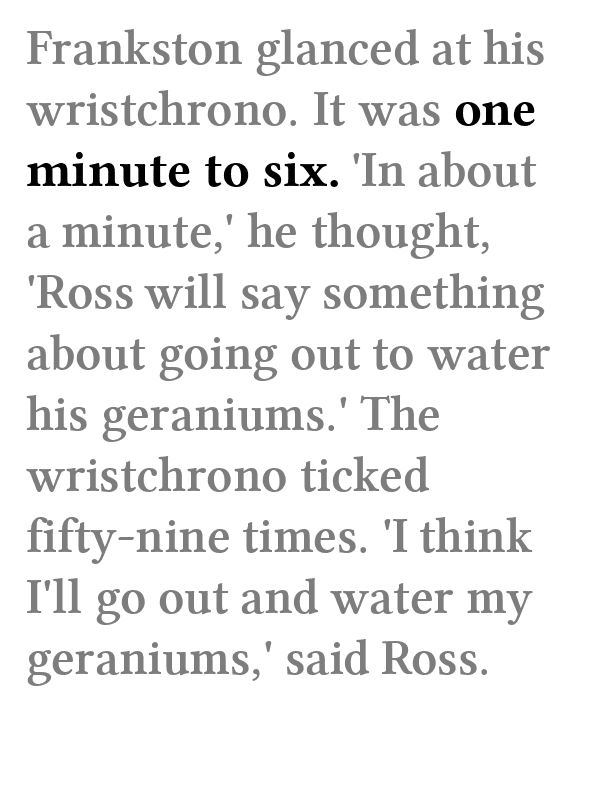 Frankston glanced at his
wristchrono. It was one
minute to six. 'In about
a minute,' he thought,
'Ross will say something
about going out to water
his geraniums.' The
wristchrono ticked
fifty-nine times. 'I think
I'll go out and water my
geraniums,' said Ross.